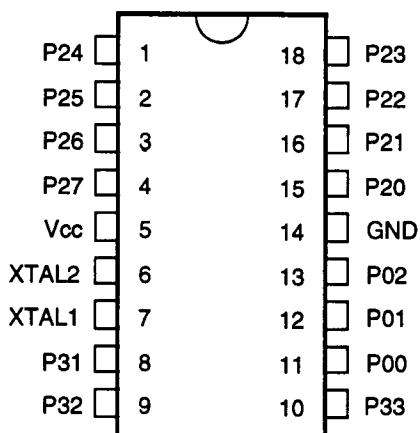 P24 1 18 P23
P25 2 17 P22
P26 3 16 P21
P27 4 15 P20
Vcc 5 14 GND
XTAL2 6 13 P02
XTAL1 7 12 P01
P31 8 11 P00
P32 9 10 P33